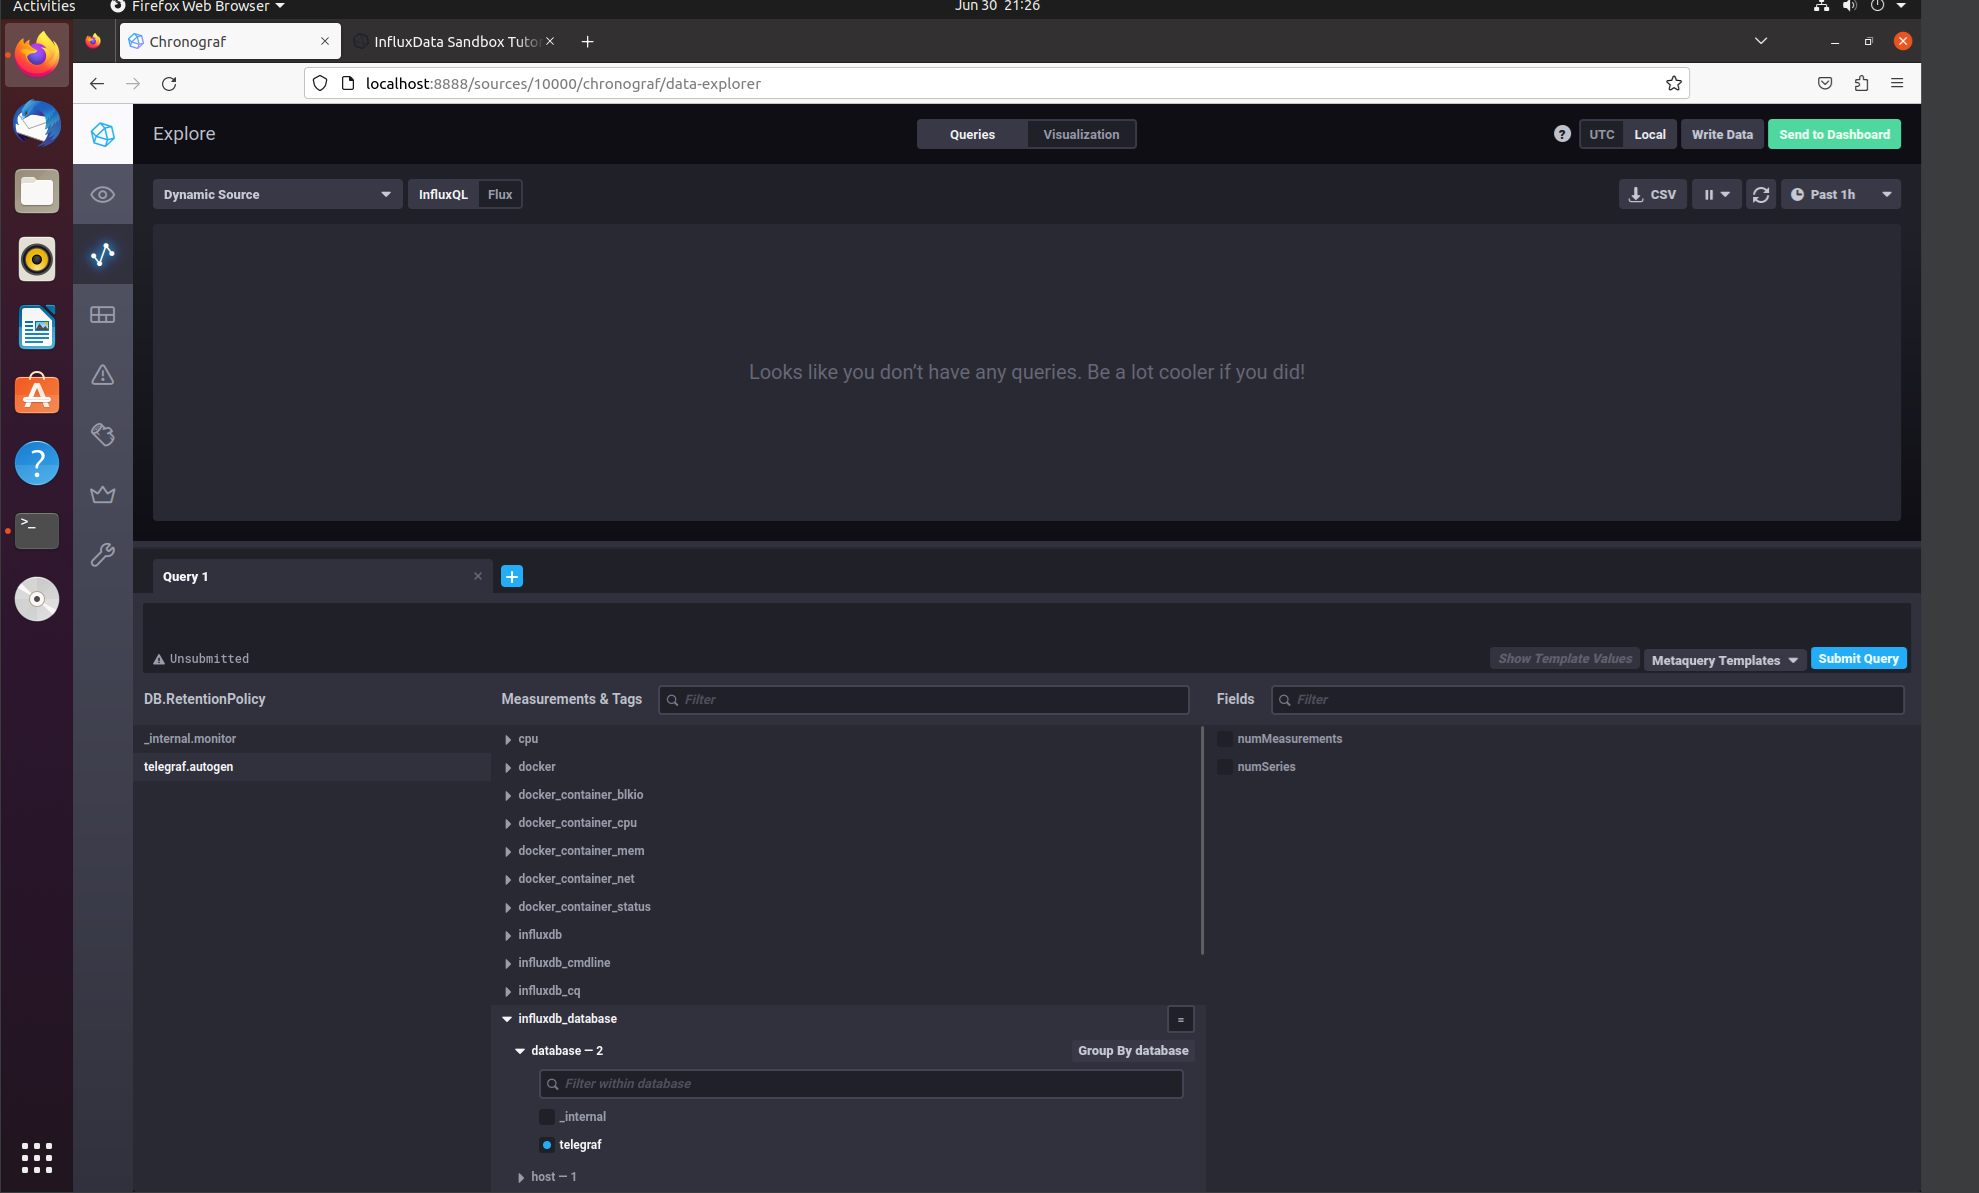 Activities
Firefox Web Browser
Jun 30 21:26
Chronograf
InfluxData Sandbox Tuto
localhost:8888/sources/10000/chronograf/data-explorer
Explore
Queries
Visualization
?
UTC
Local
Write Data
Send to Dashboard
Dynamic Source
InfluxQL
Flux
CSV
Past 1h
Looks like you don’t have any queries. Be a lot cooler if you did!
Query 1
Unsubmitted
Show Template Values
Metaquery Templates
Submit Query
DB.RetentionPolicy
Measurements & Tags
Filter
Fields
Filter
_internal.monitor
telegraf.autogen
cpu
docker
docker_container_blkio
docker_container_cpu
docker_container_mem
docker_container_net
docker_container_status
influxdb
influxdb_cmdline
influxdb_cq
influxdb_database
=
database — 2
Group By database
Filter within database
_internal
telegraf
host — 1
numMeasurements
numSeries